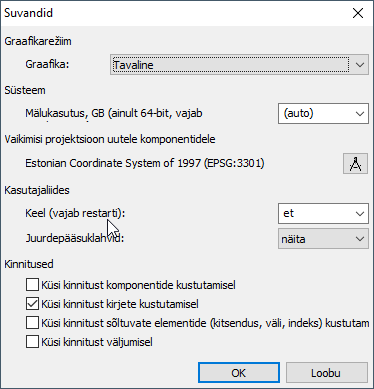 Suvandid
Graafikarežiim
Graafika: Tavaline
Süsteem
Mälukasutus, GB (ainult 64-bit, vajab (auto)
Vaikimisi projektsioon uutele komponentidele
Estonian Coordinate System of 1997 (EPSG:3301)
Kasutajaliides
Keel (vajab restarti): et
Juurdepääsuklahvid: näita
Kinnitused
Küsi kinnitust komponentide kustutamisel
Küsi kinnitust kirjete kustutamisel
Küsi kinnitust sõltuvate elementide (kitsendus, väli, indeks) kustutam
Küsi kinnitust väljumisel
OK Loobu